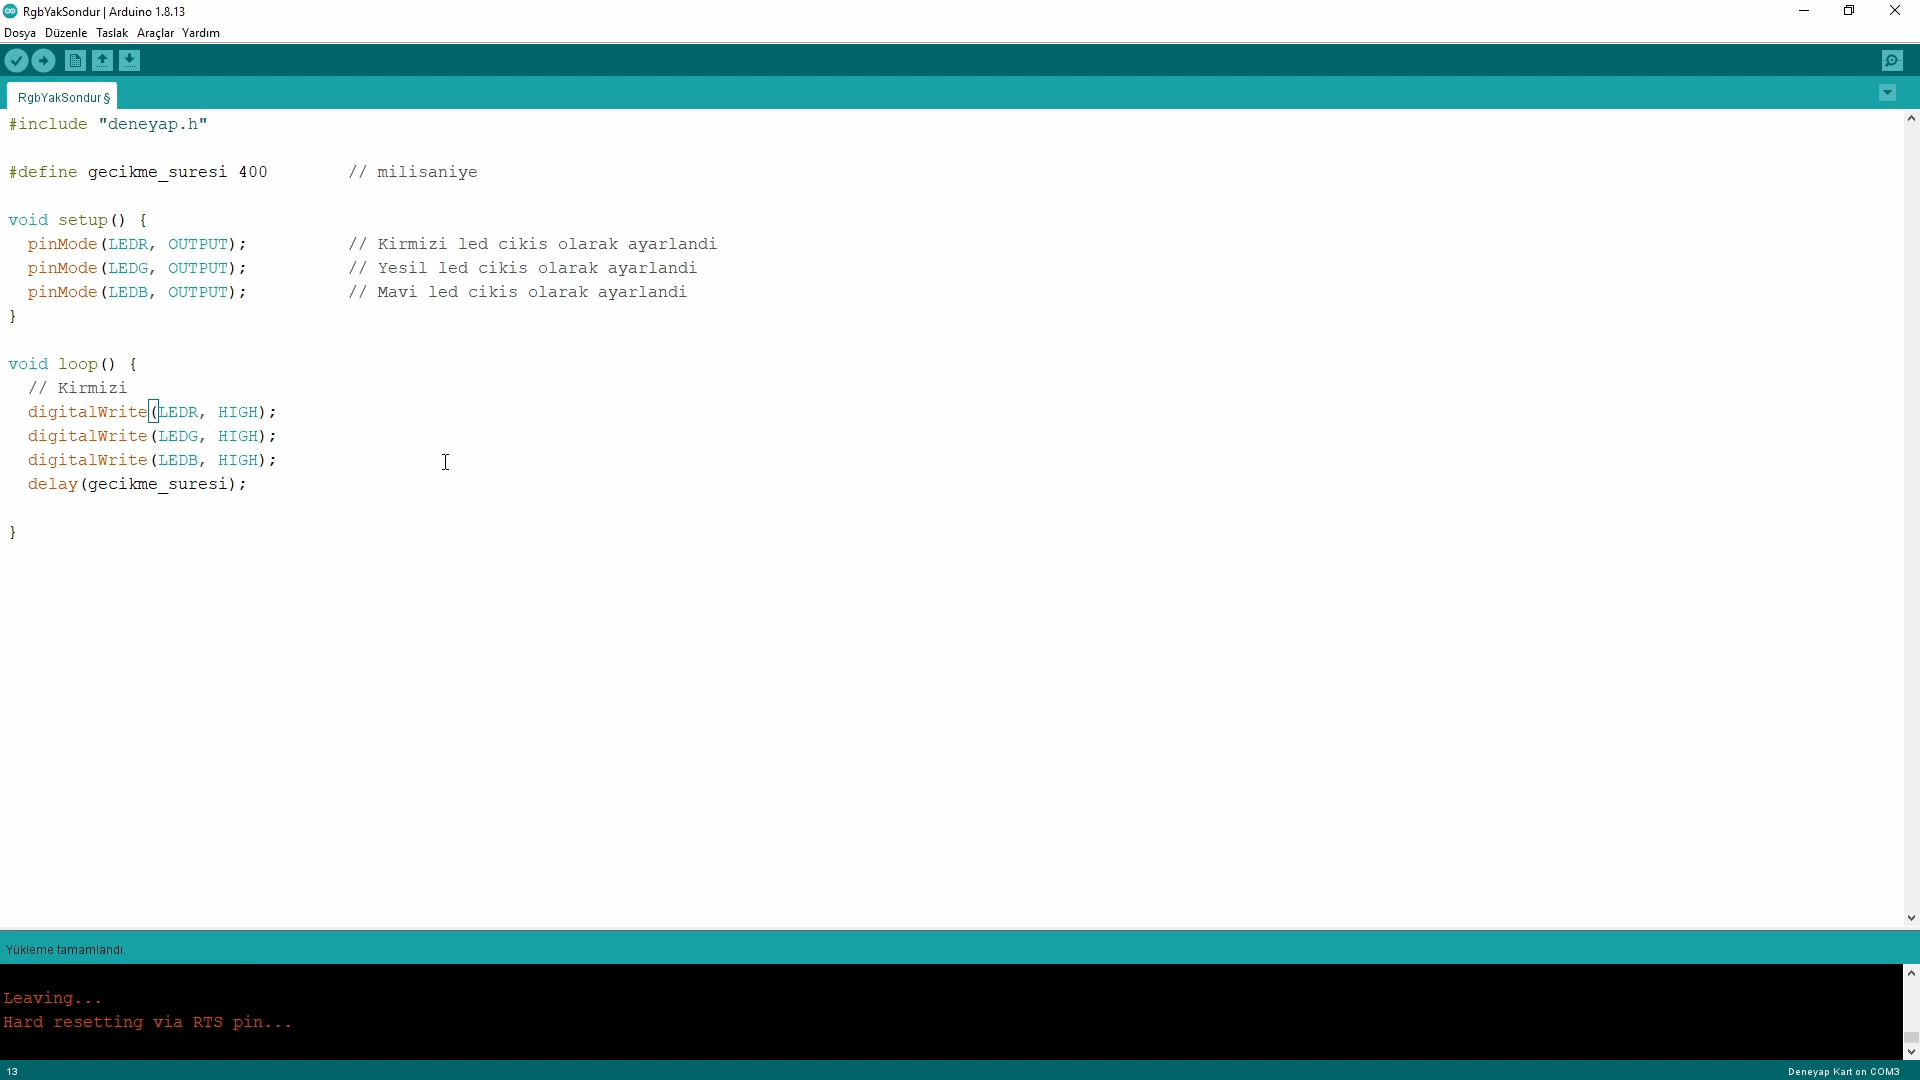 RgbYakSondur | Arduino 1.8.13
Dosya Düzenle Taslak Araçlar Yardım
RgbYakSondur §
#include "deneyap.h"
#define gecikme_suresi 400 // milisaniye
void setup() {
pinMode(LEDR, OUTPUT); // Kirmizi led cikis olarak ayarlandi
pinMode(LEDG, OUTPUT); // Yesil led cikis olarak ayarlandi
pinMode(LEDB, OUTPUT); // Mavi led cikis olarak ayarlandi
}
void loop() {
// Kirmizi
digitalWrite(LEDR, HIGH);
digitalWrite(LEDG, HIGH);
digitalWrite(LEDB, HIGH);
delay(gecikme_suresi);
}
Yükleme tamamlandı.
Leaving...
Hard resetting via RTS pin...
13
Deneyap Kart on COM3